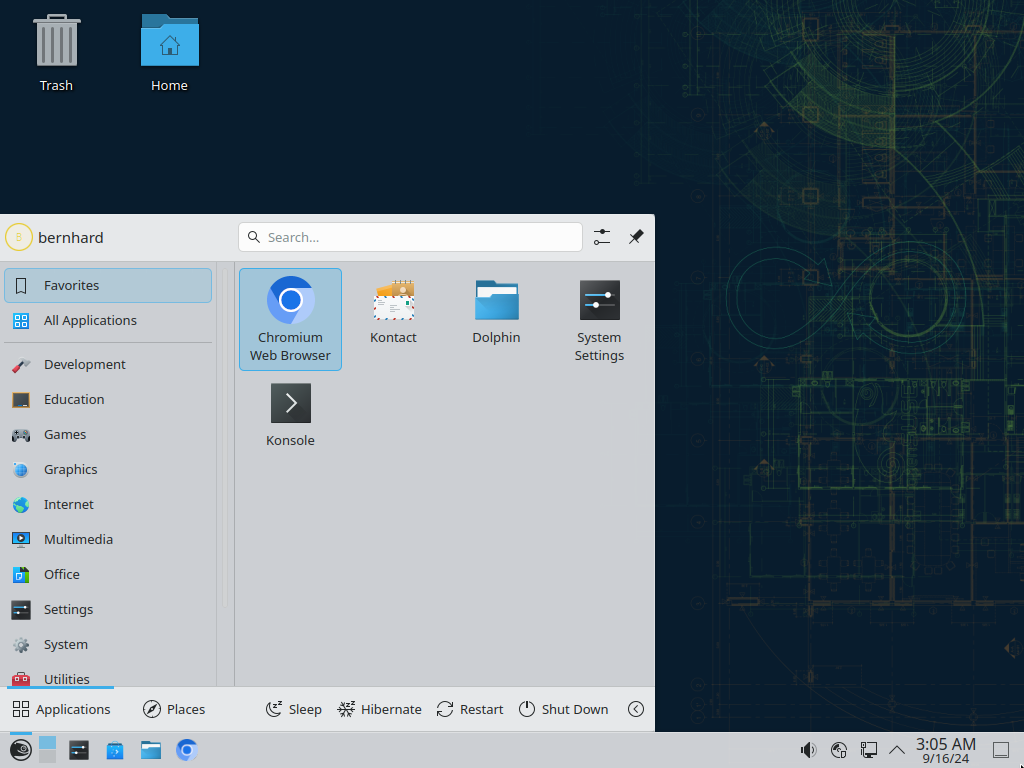 Trash
Home
bernhard
Search...
Favorites
All Applications
Development
Education
Games
Graphics
Internet
Multimedia
Office
Settings
System
Utilities
Chromium
Web Browser
Kontact
Dolphin
System
Settings
Konsole
Applications
Places
Sleep
Hibernate
Restart
Shut Down
3:05 AM
9/16/24